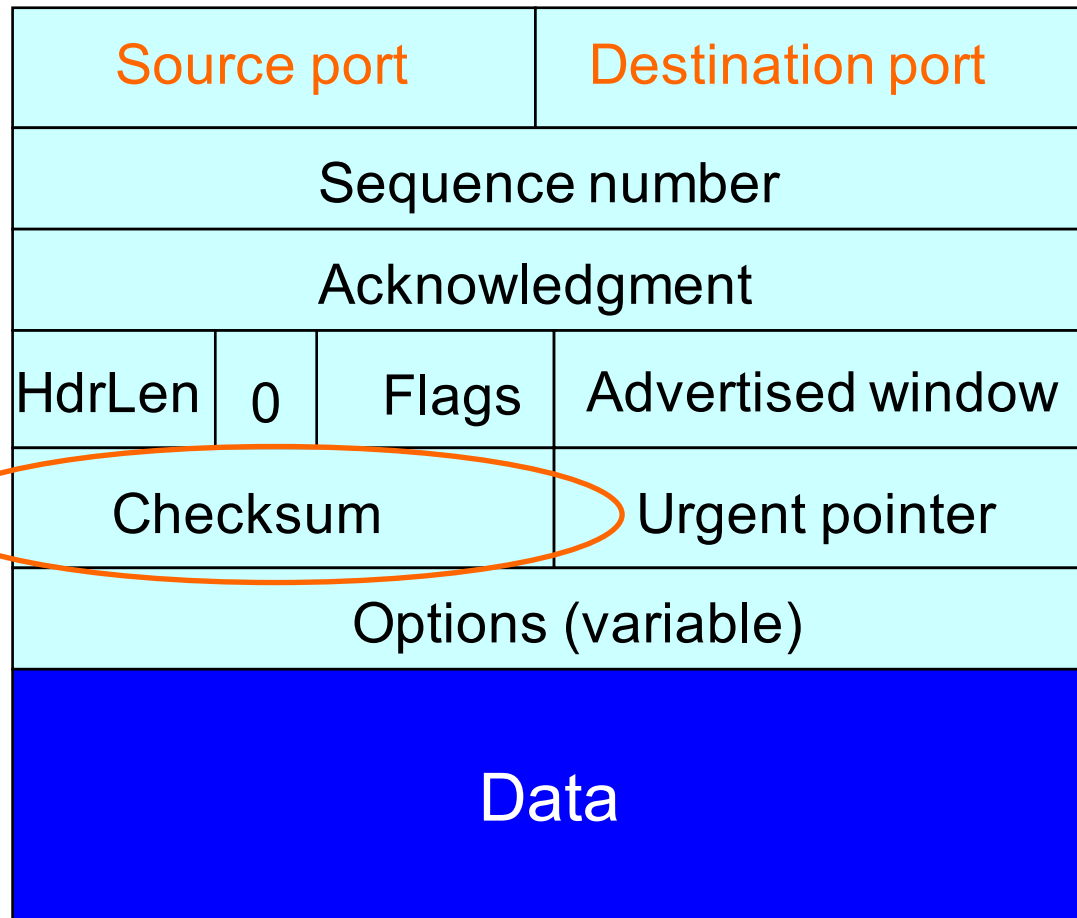 Source port Destination port
Sequence number
Acknowledgment
HdrLen 0 Flags Advertised window
Checksum Urgent pointer
Options (variable)
Data